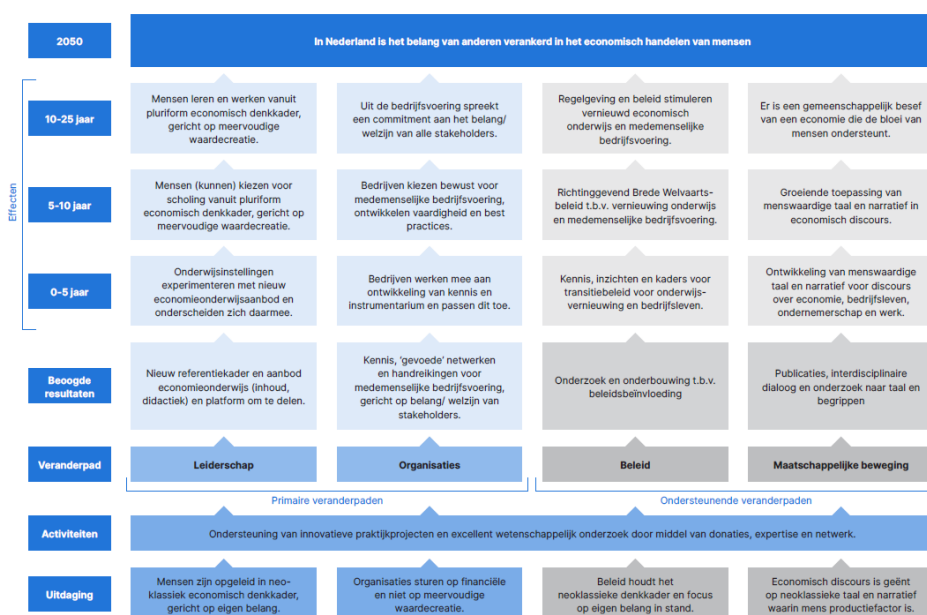 2050
In Nederland is het belang van anderen verankerd in het economisch handelen van mensen
Effecten
10-25 jaar
Mensen leren en werken vanuit
pluriform economisch denkkader,
gericht op meervoudige
waardecreatie.
Uit de bedrijfsvoering spreekt
een commitment aan het belang/
welzijn van alle stakeholders.
Regelgeving en beleid stimuleren
vernieuwd economisch
onderwijs en medemenselijke
bedrijfsvoering.
Er is een gemeenschappelijk besef
van een economie die de bloei van
mensen ondersteunt.
5-10 jaar
Mensen (kunnen) kiezen voor
scholing vanuit pluriform
economisch denkkader, gericht op
meervoudige waardecreatie.
Bedrijven kiezen bewust voor
medemenselijke bedrijfsvoering,
ontwikkelen vaardigheid en best
practices.
Richtinggevend Brede Welvaarts-
beleid t.b.v. vernieuwing onderwijs
en medemenselijke bedrijfsvoering.
Groeiende toepassing van
menswaardige taal en narratief in
economisch discours.
0-5 jaar
Onderwijsinstellingen
experimenteren met nieuw
economieonderwijsaanbod en
onderscheiden zich daarmee.
Bedrijven werken mee aan
ontwikkeling van kennis en
instrumentarium en passen dit toe.
Kennis, inzichten en kaders voor
transitiebeleid voor onderwijs-
vernieuwing en bedrijfsleven.
Ontwikkeling van menswaardige
taal en narratief voor discours
over economie, bedrijfsleven,
ondernemerschap en werk.
Beoogde
resultaten
Nieuw referentiekader en aanbod
economieonderwijs (inhoud,
didactiek) en platform om te delen.
Kennis, ‘gevoede’ netwerken
en handreikingen voor
medemenselijke bedrijfsvoering,
gericht op belang/ welzijn van
stakeholders.
Onderzoek en onderbouwing t.b.v.
beleidsbeïnvloeding
Publicaties, interdisciplinaire
dialoog en onderzoek naar taal en
begrippen
Veranderpad
Leiderschap
Organisaties
Beleid
Maatschappelijke beweging
Primaire veranderpaden
Ondersteunende veranderpaden
Activiteiten
Ondersteuning van innovatieve praktijkprojecten en excellent wetenschappelijk onderzoek door middel van donaties, expertise en netwerk.
Uitdaging
Mensen zijn opgeleid in neo-
klassiek economisch denkkader,
gericht op eigen belang.
Organisaties sturen op financiële
en niet op meervoudige
waardecreatie.
Beleid houdt het
neoklassieke denkkader en focus
op eigen belang in stand.
Economisch discours is geënt
op neoklassieke taal en narratief
waarin mens productiefactor is.